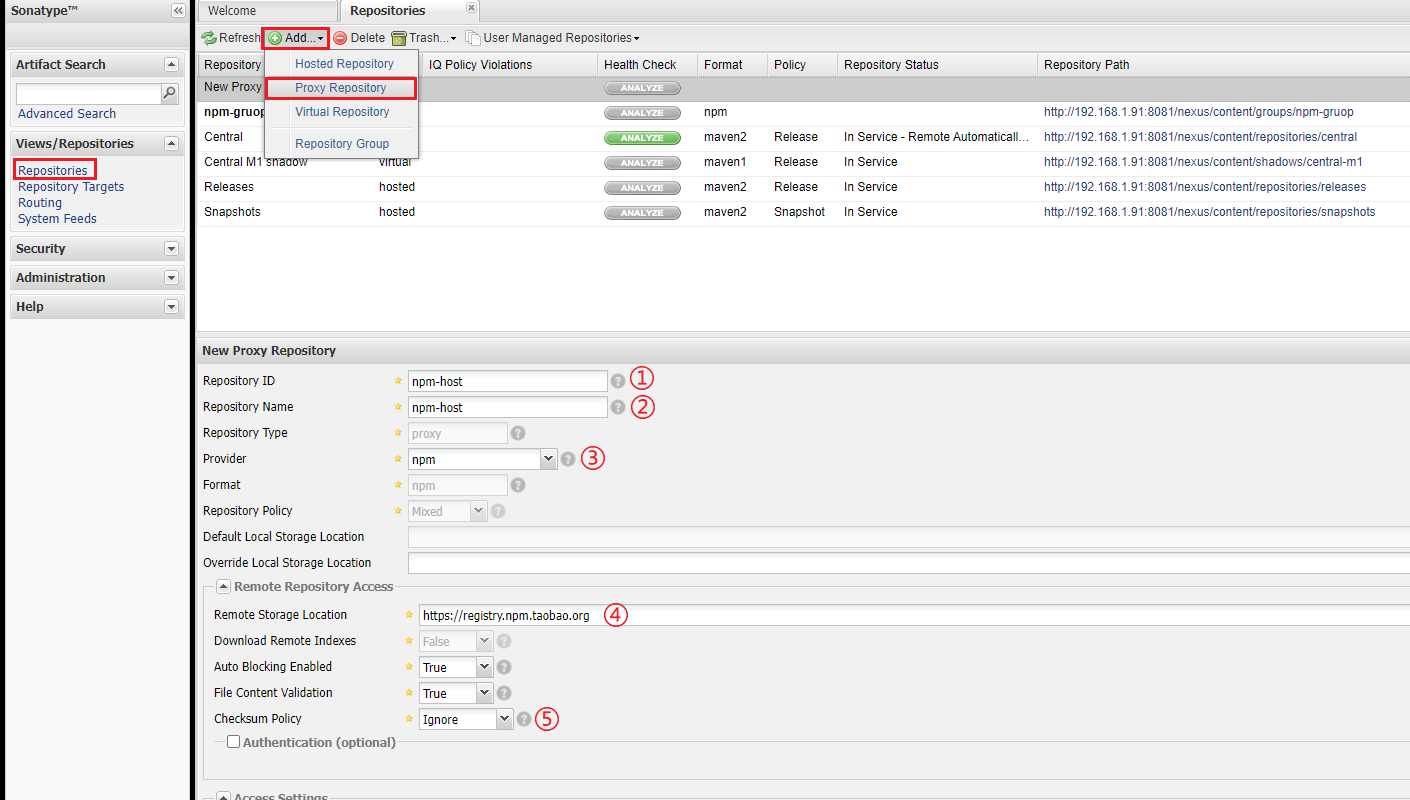 Sonatype™
Welcome
Repositories
Refresh Add... Delete Trash... User Managed Repositories
Artifact Search
Advanced Search
Views/Repositories
Repositories
Repository Targets
Routing
System Feeds
Security
Administration
Help
Hosted Repository
Proxy Repository
Virtual Repository
Repository Group
Repository IQ Policy Violations Health Check Format Policy Repository Status Repository Path
New Proxy ANALYZE
npm-gruop ANALYZE npm http://192.168.1.91:8081/nexus/content/groups/npm-gruop
Central ANALYZE maven2 Release In Service - Remote Automaticall... http://192.168.1.91:8081/nexus/content/repositories/central
Central M1 shadow virtual ANALYZE maven1 Release In Service http://192.168.1.91:8081/nexus/content/shadows/central-m1
Releases hosted ANALYZE maven2 Release In Service http://192.168.1.91:8081/nexus/content/repositories/releases
Snapshots hosted ANALYZE maven2 Snapshot In Service http://192.168.1.91:8081/nexus/content/repositories/snapshots
New Proxy Repository
Repository ID npm-host ①
Repository Name npm-host ②
Repository Type proxy
Provider npm ③
Format npm
Repository Policy Mixed
Default Local Storage Location
Override Local Storage Location
Remote Repository Access
Remote Storage Location https://registry.npm.taobao.org ④
Download Remote Indexes False
Auto Blocking Enabled True
File Content Validation True
Checksum Policy Ignore ⑤
Authentication (optional)
Access Settings